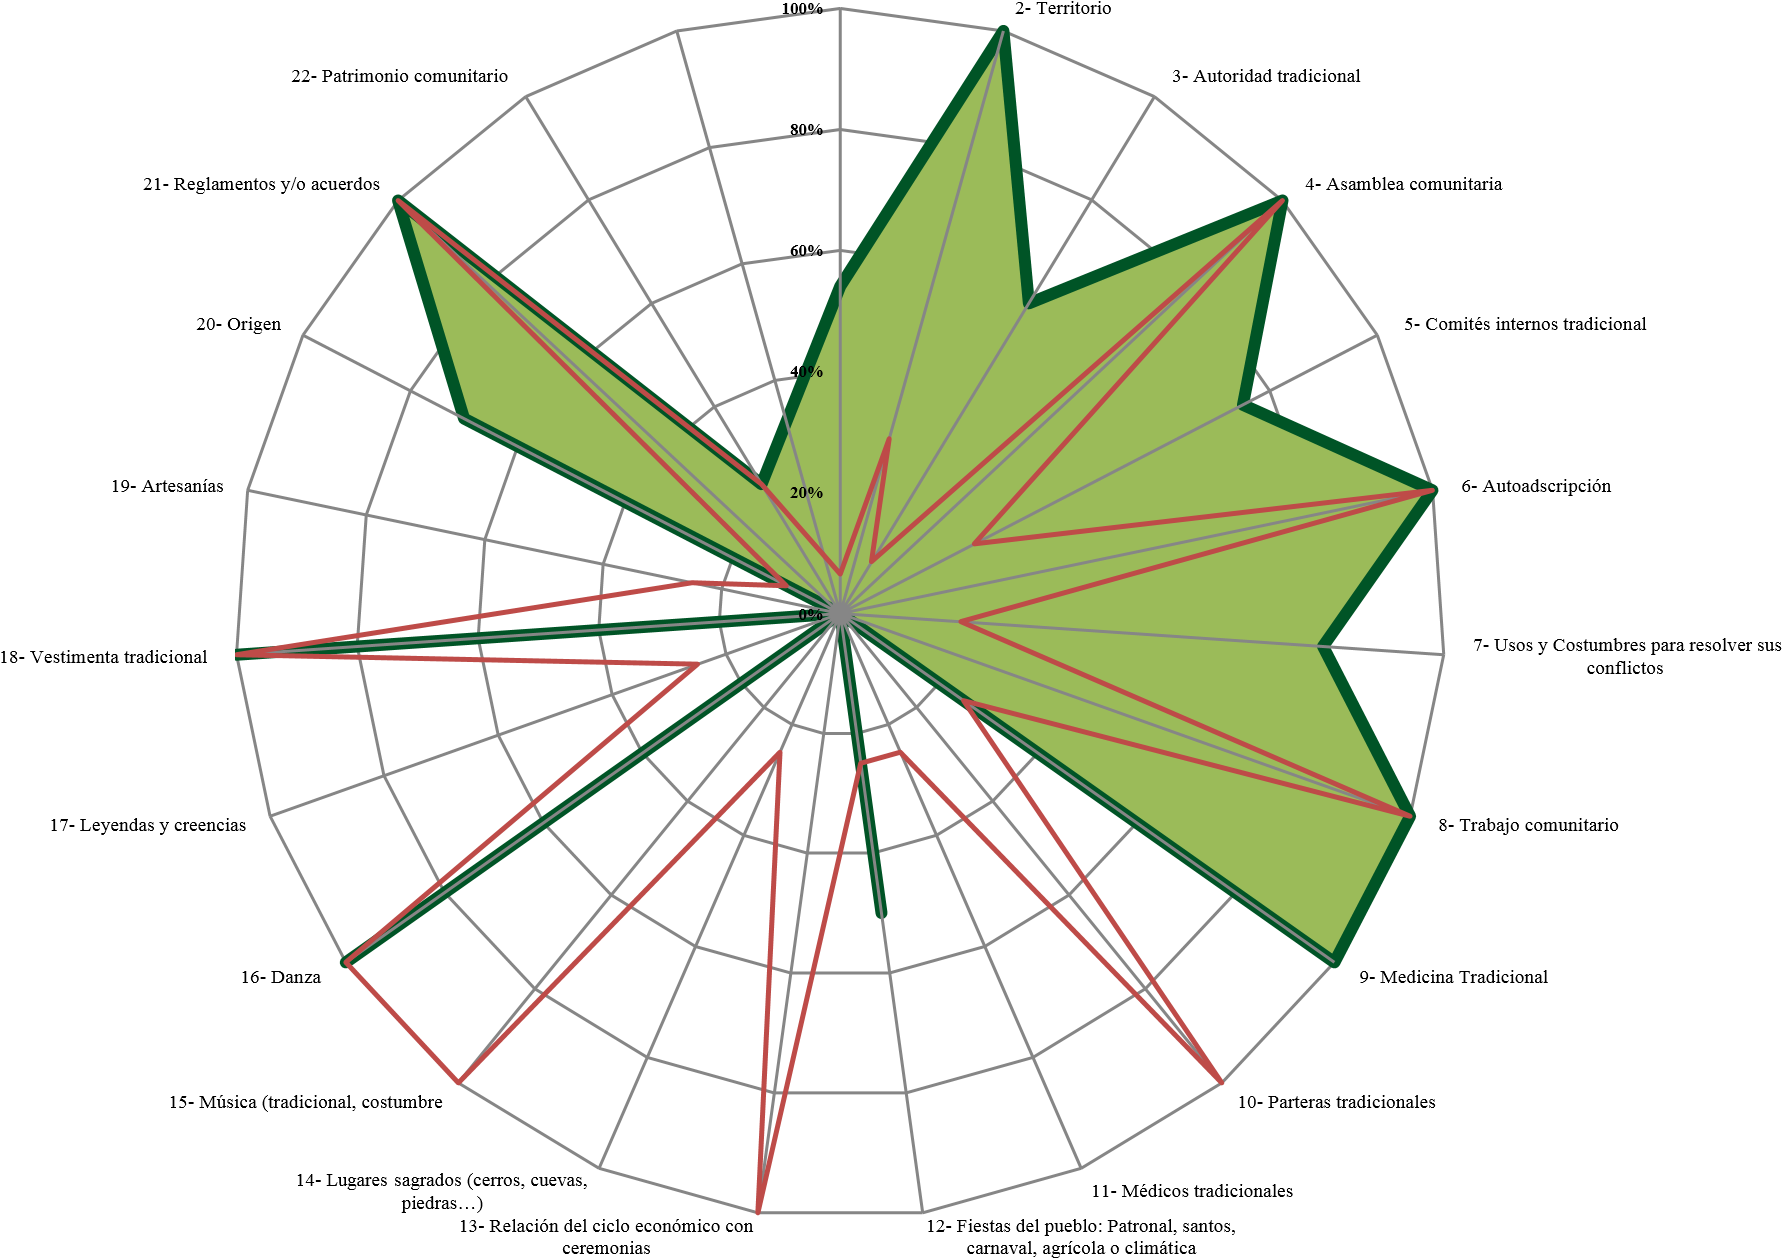 100%
80%
60%
40%
20%
0%
2- Territorio
3- Autoridad tradicional
4- Asamblea comunitaria
5- Comités internos tradicional
6- Autoadscripción
7- Usos y Costumbres para resolver sus
conflictos
8- Trabajo comunitario
9- Medicina Tradicional
10- Parteras tradicionales
11- Médicos tradicionales
12- Fiestas del pueblo: Patronal, santos,
carnaval, agrícola o climática
13- Relación del ciclo económico con
ceremonias
14- Lugares sagrados (cerros, cuevas,
piedras…)
15- Música (tradicional, costumbre
16- Danza
17- Leyendas y creencias
18- Vestimenta tradicional
19- Artesanías
20- Origen
21- Reglamentos y/o acuerdos
22- Patrimonio comunitario